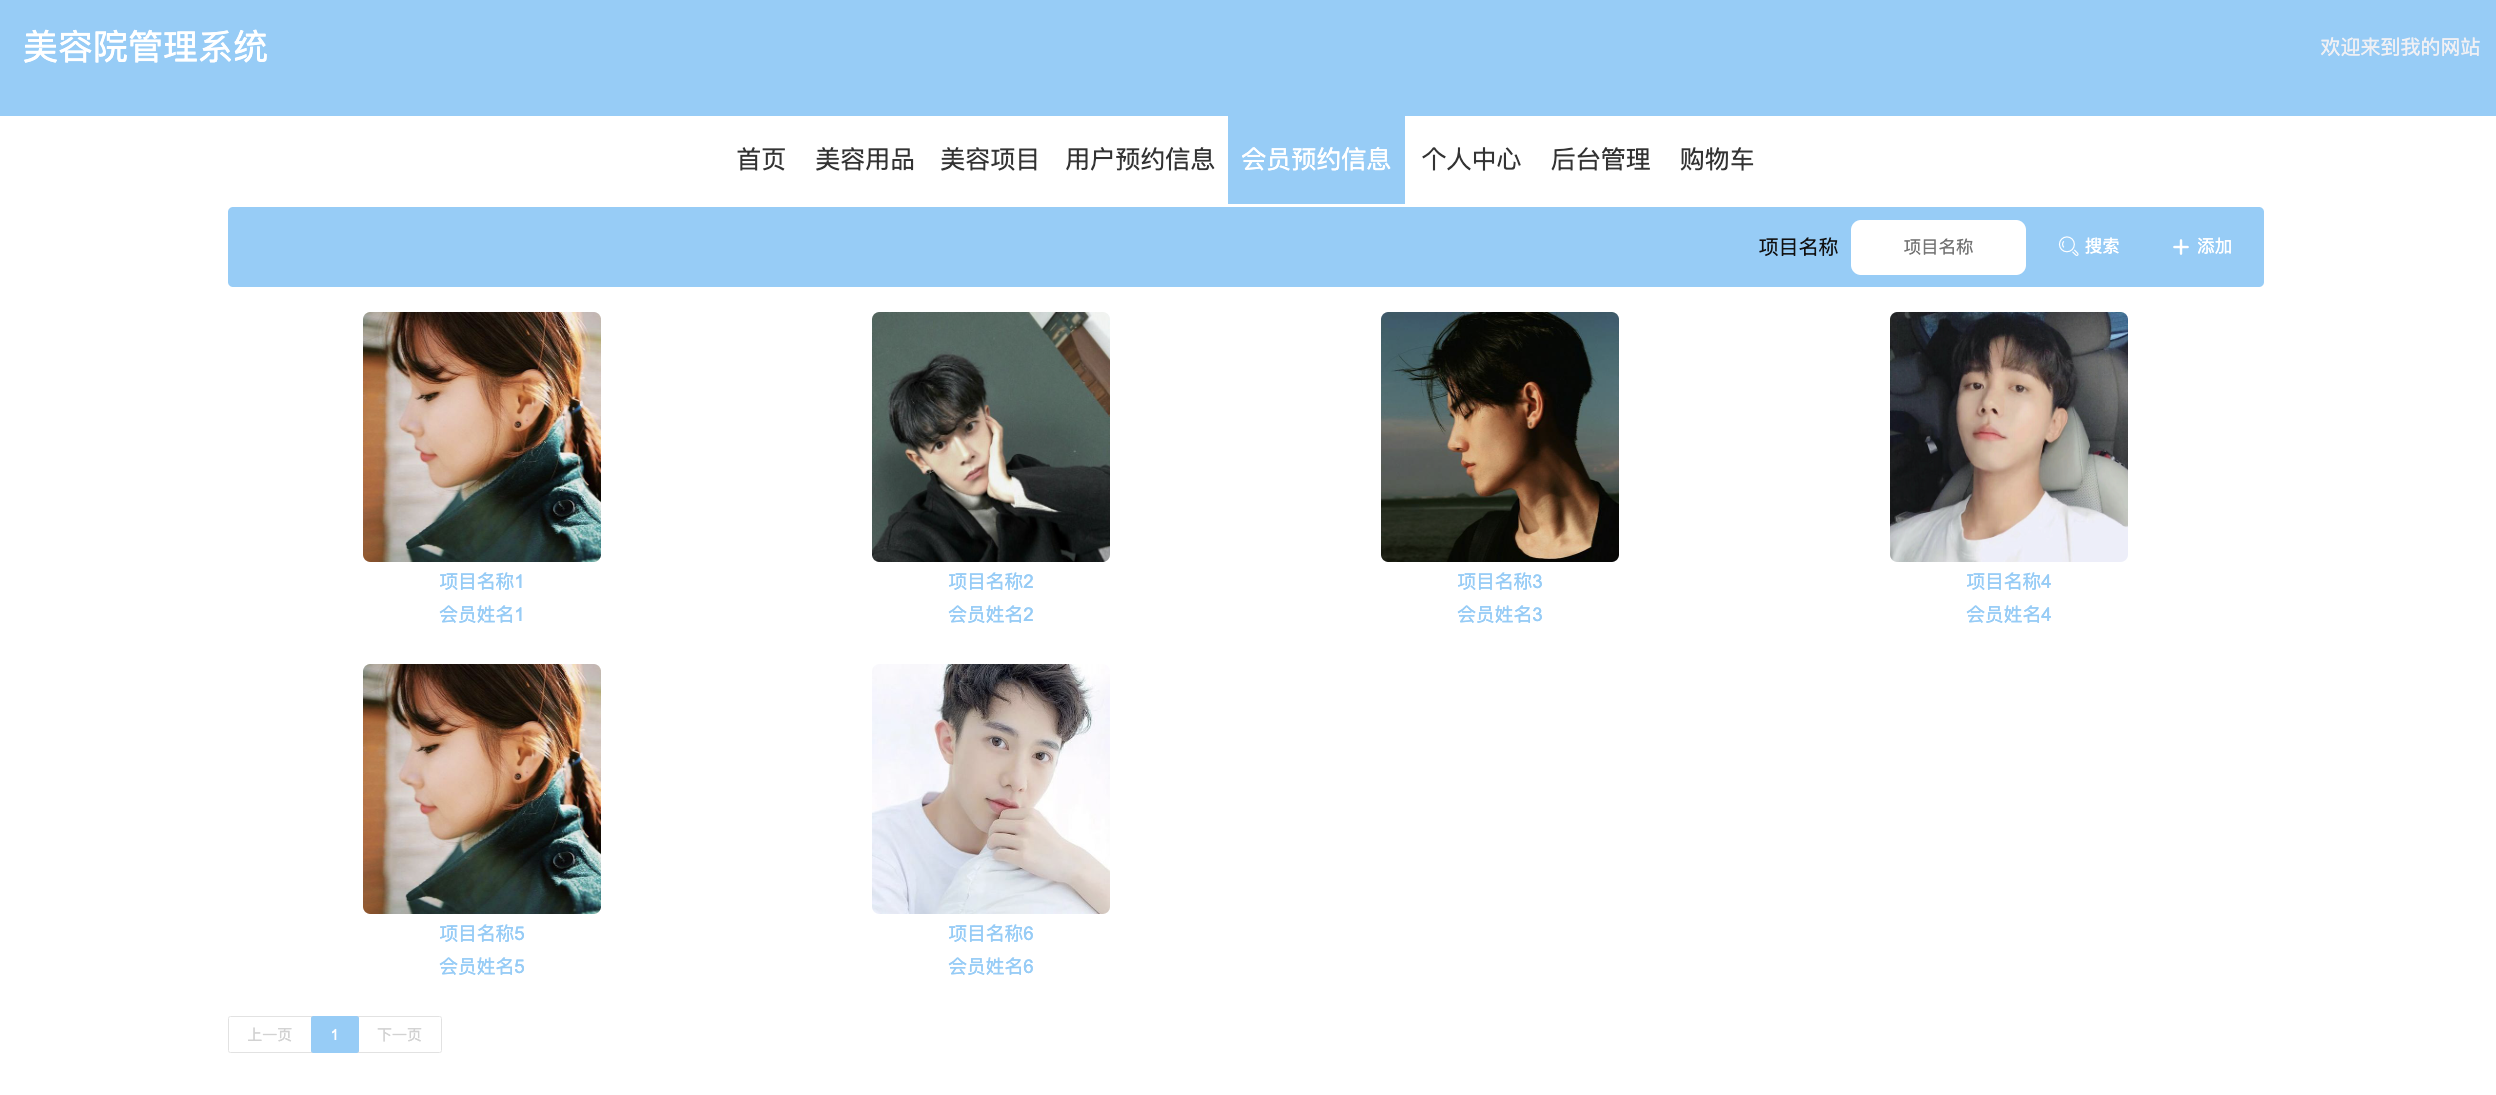 美容院管理系统
欢迎来到我的网站
首页 美容用品 美容项目 用户预约信息 会员预约信息 个人中心 后台管理 购物车
项目名称 项目名称 搜索 + 添加
项目名称1 项目名称2 项目名称3 项目名称4
会员姓名1 会员姓名2 会员姓名3 会员姓名4
项目名称5 项目名称6
会员姓名5 会员姓名6
上一页 1 下一页